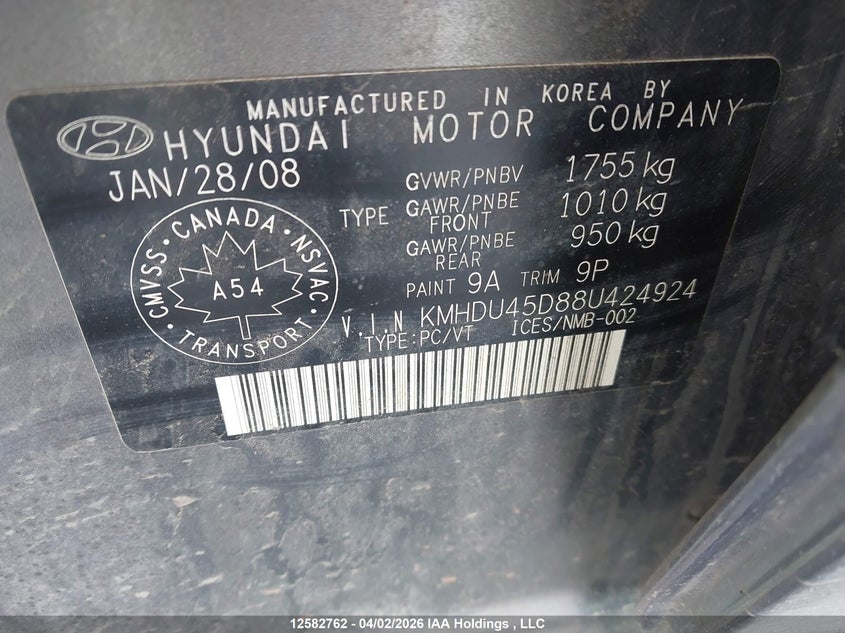 MANUFACTURED IN KOREA BY
HYUNDAI MOTOR COMPANY
JAN/28/08
GVWR/PNBV 1755 kg
TYPE GAWR/PNBE FRONT 1010 kg
GAWR/PNBE REAR 950 kg
PAINT 9A TRIM 9P
CMVSS · CANADA · NSVAC · TRANSPORT ·
A54
V.I.N KMHDU45D88U424924
TYPE:PC/VT ICES/NMB-002
12582762 - 04/02/2026 IAA Holdings , LLC